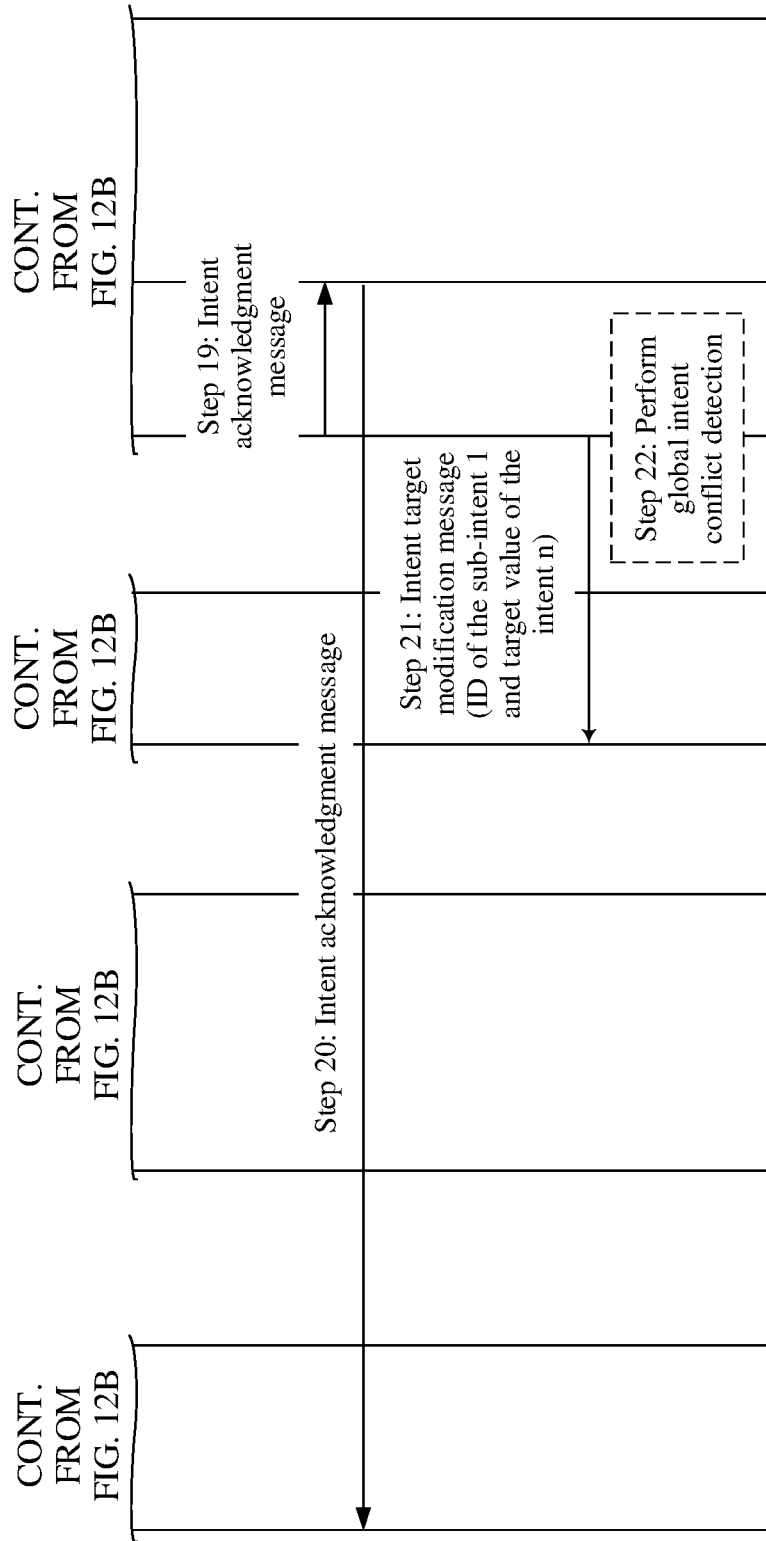 CONT.
FROM
FIG. 12B
CONT.
FROM
FIG. 12B
CONT.
FROM
FIG. 12B
CONT.
FROM
FIG. 12B
Step 19: Intent
acknowledgment
message
Step 20: Intent acknowledgment message
Step 21: Intent target
modification message
(ID of the sub-intent 1
and target value of the
intent n)
Step 22: Perform
global intent
conflict detection